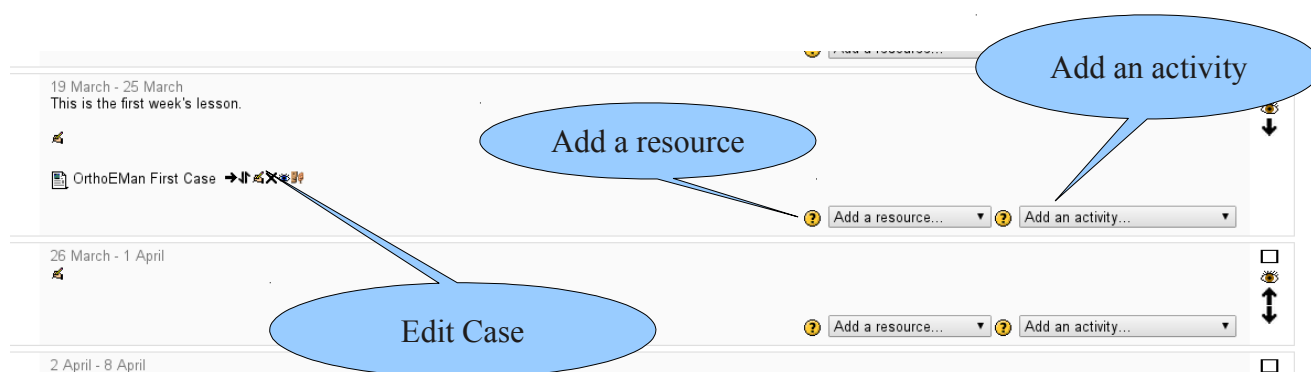 Add a resource...
Add an activity
19 March - 25 March
This is the first week's lesson.
Add a resource
OrthoEMan First Case
? Add a resource... ? Add an activity...
26 March - 1 April
Edit Case
? Add a resource... ? Add an activity...
2 April - 8 April